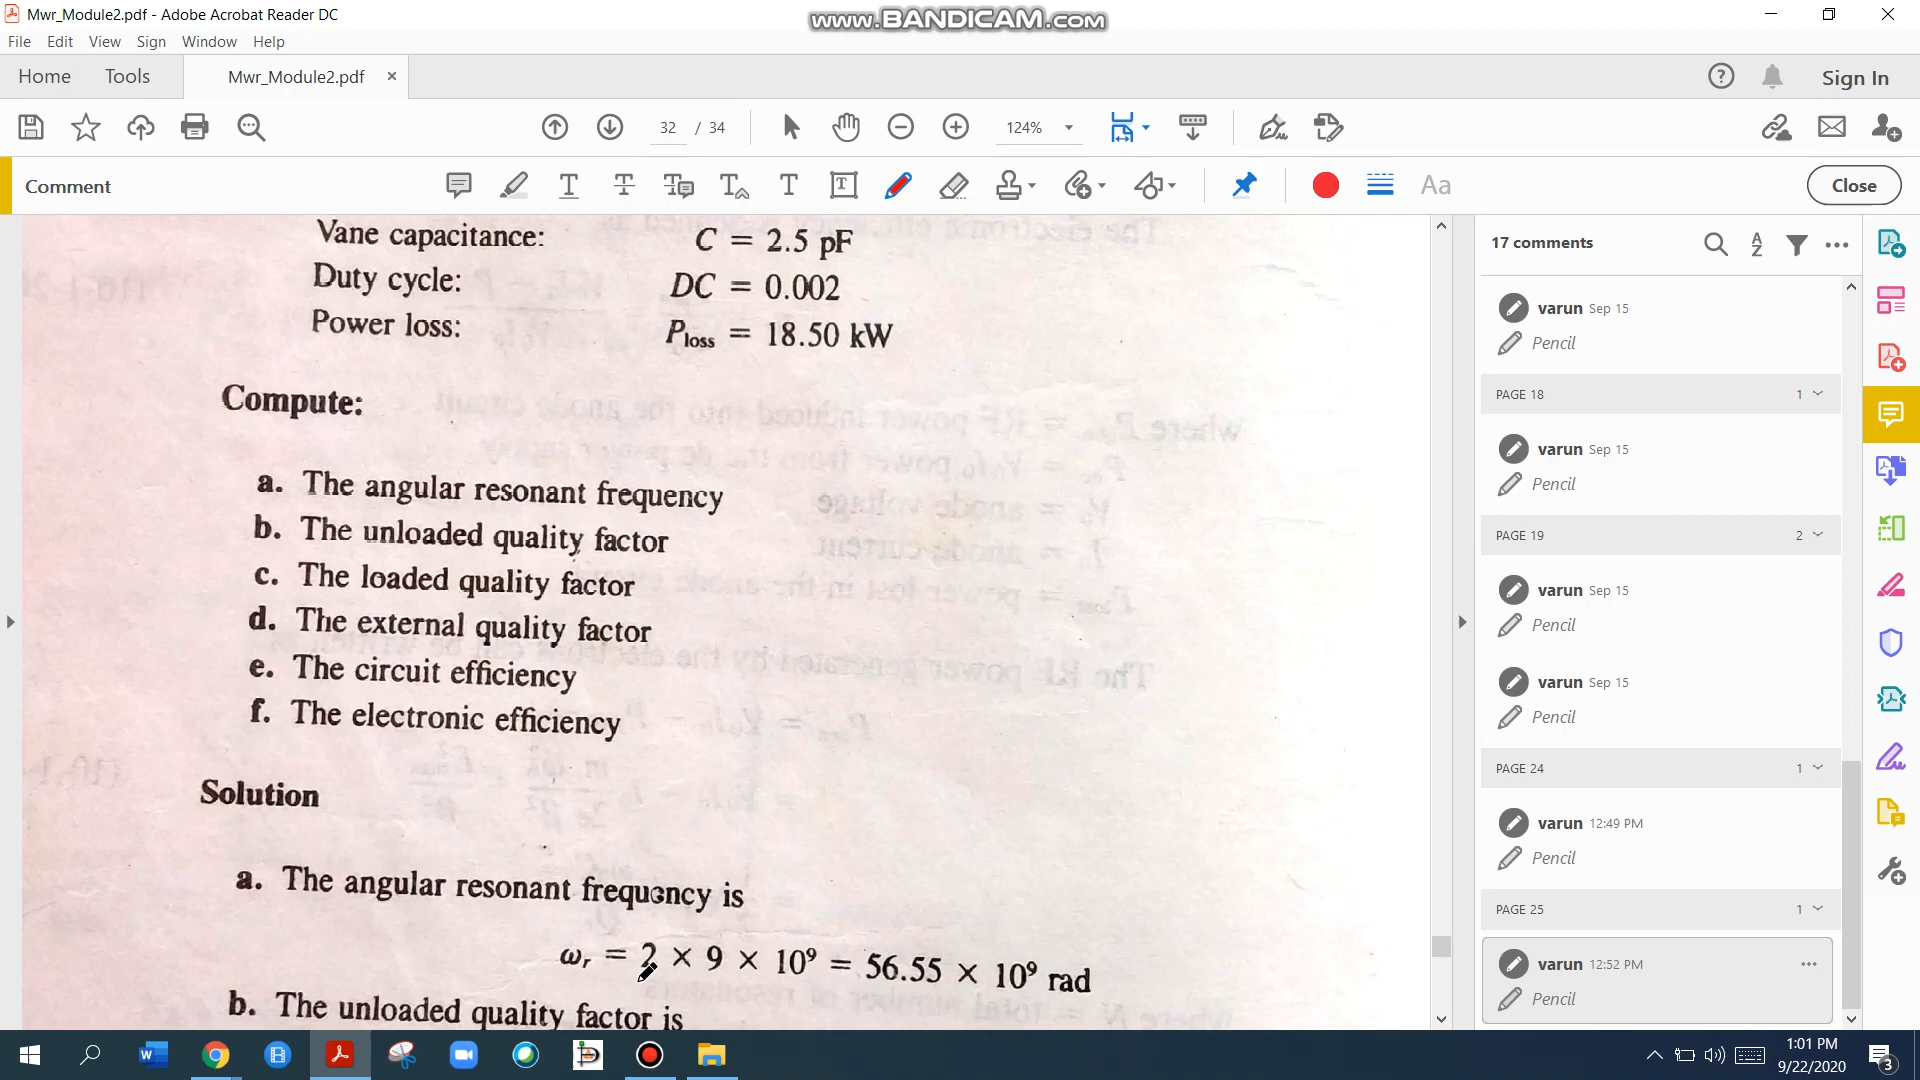 Mwr_Module2.pdf - Adobe Acrobat Reader DC
www.BANDICAM.com
File Edit View Sign Window Help
Home Tools Mwr_Module2.pdf × Sign In
32 / 34 124%
Comment Close
Vane capacitance: C = 2.5 pF
Duty cycle: DC = 0.002
Power loss: Ploss = 18.50 kW
Compute:
a. The angular resonant frequency
b. The unloaded quality factor
c. The loaded quality factor
d. The external quality factor
e. The circuit efficiency
f. The electronic efficiency
Solution
a. The angular resonant frequency is
ωr = 2 × 9 × 10⁹ = 56.55 × 10⁹ rad
b. The unloaded quality factor is
17 comments
varun Sep 15
Pencil
PAGE 18 1
varun Sep 15
Pencil
PAGE 19 2
varun Sep 15
Pencil
varun Sep 15
Pencil
PAGE 24 1
varun 12:49 PM
Pencil
PAGE 25 1
varun 12:52 PM
Pencil
1:01 PM
9/22/2020
3